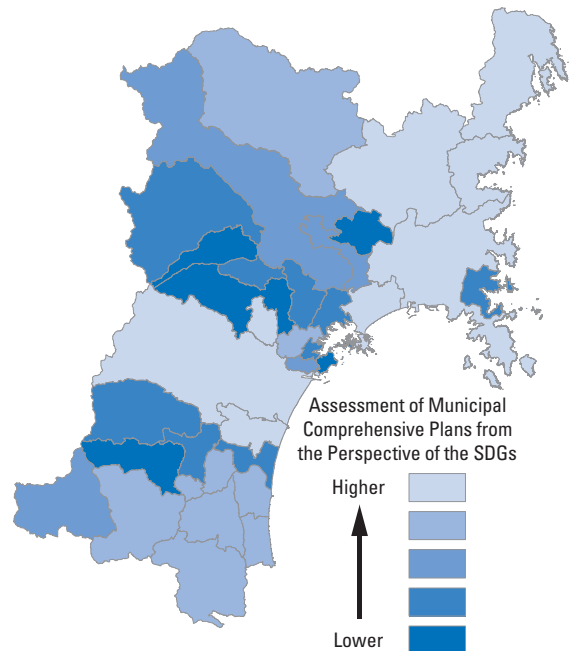 Assessment of Municipal
Comprehensive Plans from
the Perspective of the SDGs
Higher
Lower